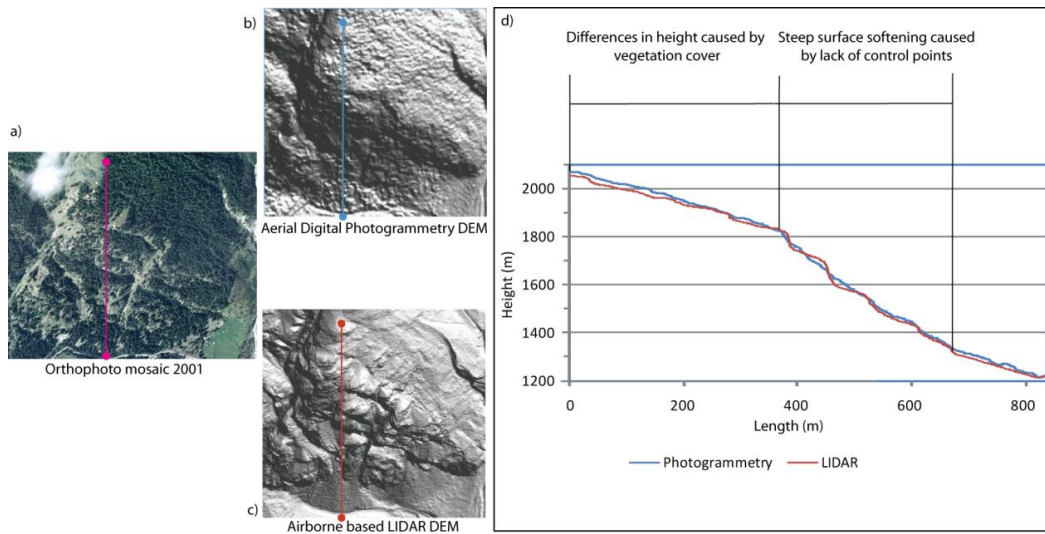 a)
Orthophoto mosaic 2001
b)
Aerial Digital Photogrammetry DEM
c)
Airborne based LIDAR DEM
d)
Differences in height caused by
vegetation cover
Steep surface softening caused
by lack of control points
Height (m)
2000
1800
1600
1400
1200
0
200
400
600
800
Length (m)
Photogrammetry
LIDAR